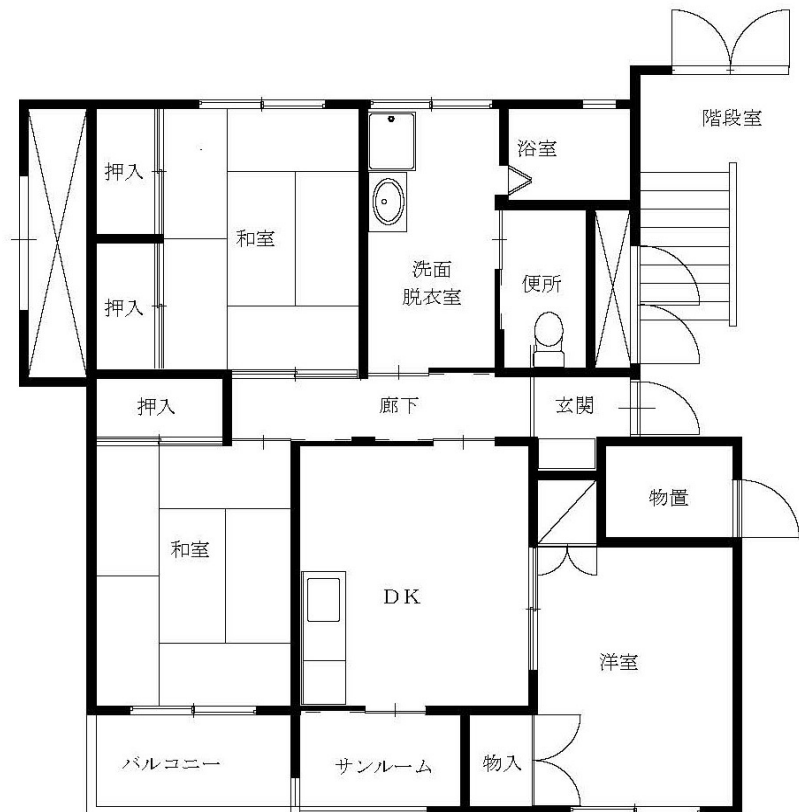 階段室
浴室
押入
和室
洗面
脱衣室
便所
押入
押入
廊下
玄関
物置
和室
DK
洋室
バルコニー
サンルーム
物入